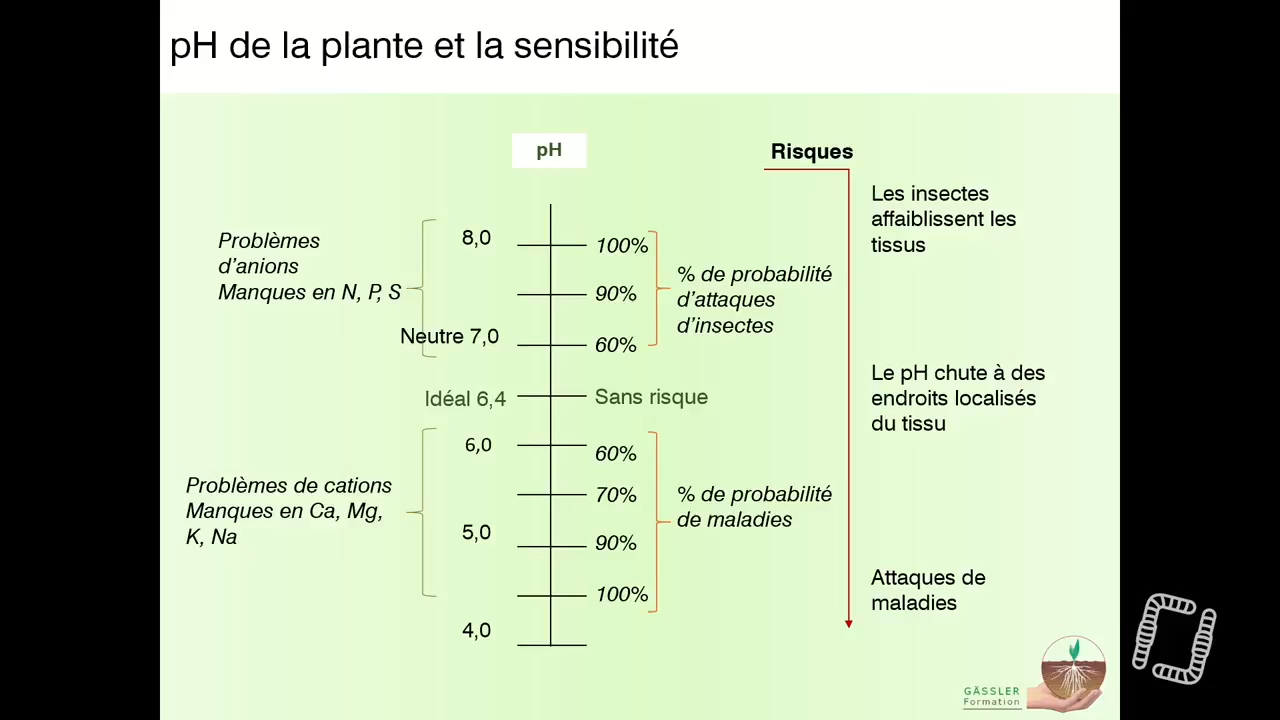 pH de la plante et la sensibilité
pH
Risques
Les insectes
affaiblissent les
tissus
Problèmes
d’anions
Manques en N, P, S
8,0
100%
90%
% de probabilité
d’attaques
d’insectes
Neutre 7,0
60%
Idéal 6,4
Sans risque
Le pH chute à des
endroits localisés
du tissu
6,0
60%
Problèmes de cations
Manques en Ca, Mg,
K, Na
70%
% de probabilité
de maladies
5,0
90%
100%
Attaques de
maladies
4,0
GÄSSLER
Formation